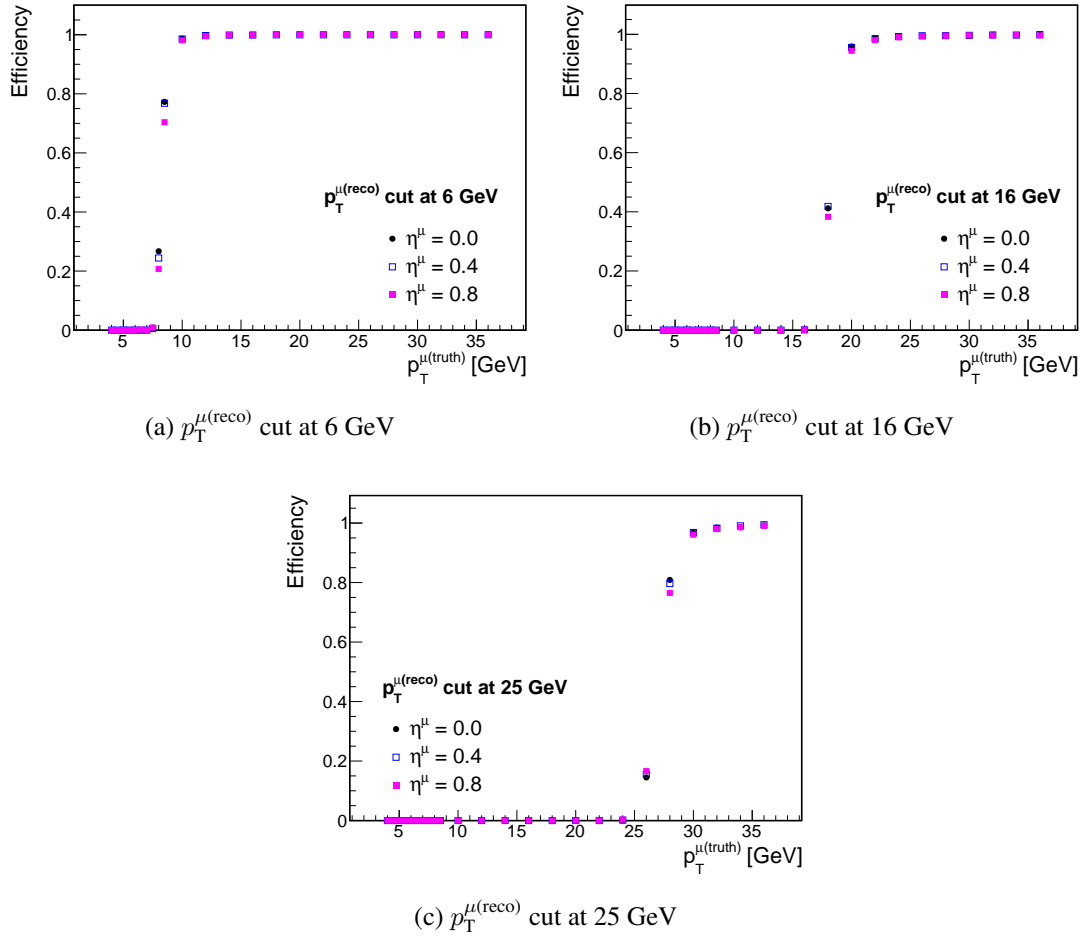 Efficiency
1
0.8
0.6
0.4
0.2
0
p_T^μ(reco) cut at 6 GeV
η^μ = 0.0
η^μ = 0.4
η^μ = 0.8
5 10 15 20 25 30 35
p_T^μ(truth) [GeV]
(a) p_T^μ(reco) cut at 6 GeV
Efficiency
1
0.8
0.6
0.4
0.2
0
p_T^μ(reco) cut at 16 GeV
η^μ = 0.0
η^μ = 0.4
η^μ = 0.8
5 10 15 20 25 30 35
p_T^μ(truth) [GeV]
(b) p_T^μ(reco) cut at 16 GeV
Efficiency
1
0.8
0.6
0.4
0.2
0
p_T^μ(reco) cut at 25 GeV
η^μ = 0.0
η^μ = 0.4
η^μ = 0.8
5 10 15 20 25 30 35
p_T^μ(truth) [GeV]
(c) p_T^μ(reco) cut at 25 GeV